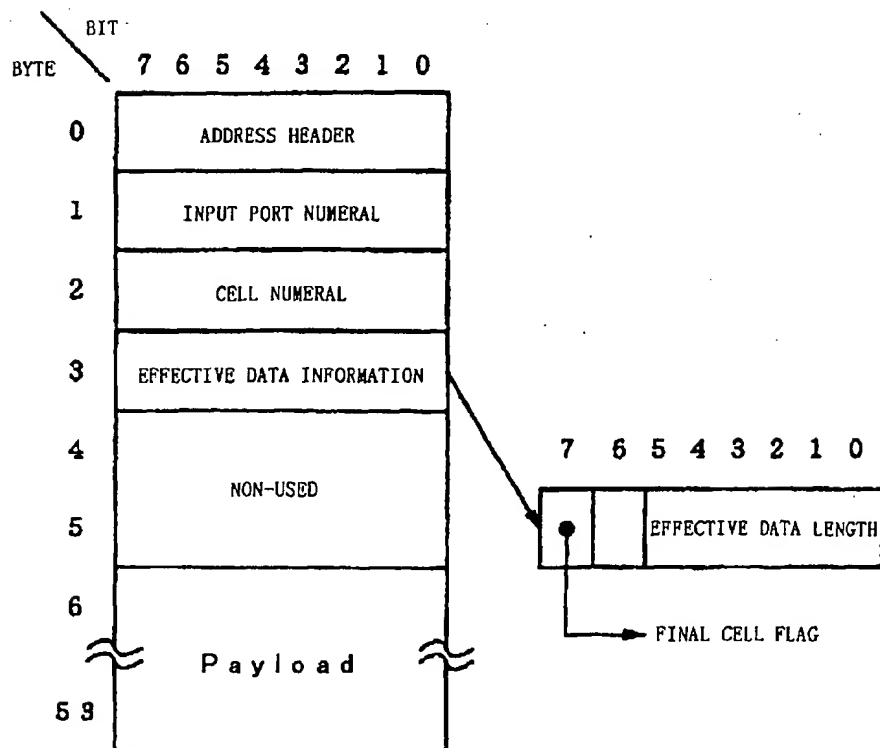 BIT
BYTE
7 6 5 4 3 2 1 0
0 ADDRESS HEADER
1 INPUT PORT NUMERAL
2 CELL NUMERAL
3 EFFECTIVE DATA INFORMATION
4
NON-USED
5
7 6 5 4 3 2 1 0
EFFECTIVE DATA LENGTH
FINAL CELL FLAG
6
Payload
53